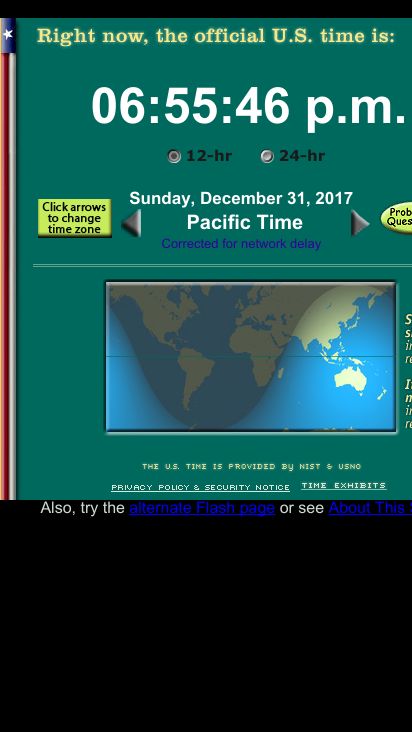 Right now, the official U.S. time is:
06:55:46 p.m.
12-hr 24-hr
Click arrows
to change
time zone
Sunday, December 31, 2017
Pacific Time
Corrected for network delay
THE U.S. TIME IS PROVIDED By NIST & USNO
PRIVACY POLICY & SECURITY NOTICE TIME EXHIBITS
Also, try the alternate Flash page or see About This